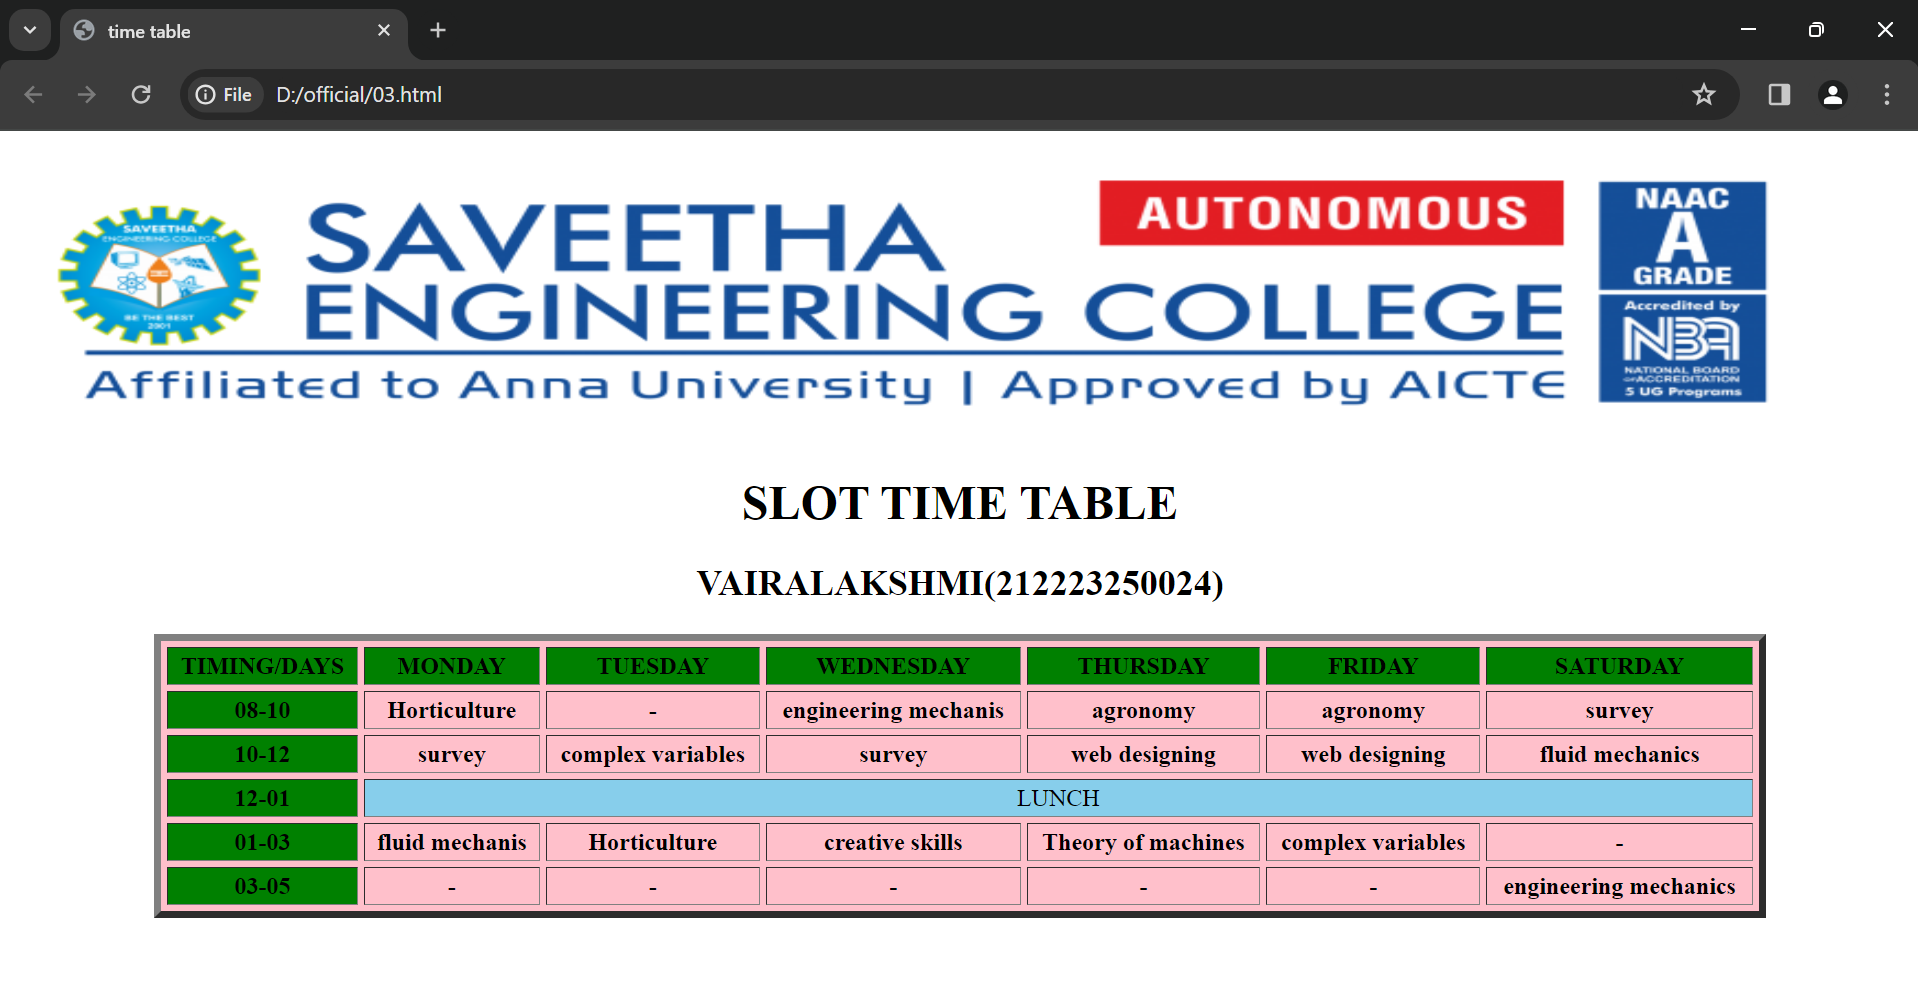 time table
File D:/official/03.html
SAVEETHA
ENGINEERING COLLEGE
BE THE BEST
2001
SAVEETHA
ENGINEERING COLLEGE
AUTONOMOUS
Affiliated to Anna University | Approved by AICTE
NAAC
A
GRADE
Accredited by
NBA
NATIONAL BOARD
OF ACCREDITATION
5 UG Programs
SLOT TIME TABLE
VAIRALAKSHMI(212223250024)
TIMING/DAYS MONDAY TUESDAY WEDNESDAY THURSDAY FRIDAY SATURDAY
08-10 Horticulture - engineering mechanis agronomy agronomy survey
10-12 survey complex variables survey web designing web designing fluid mechanics
12-01 LUNCH
01-03 fluid mechanis Horticulture creative skills Theory of machines complex variables -
03-05 - - - - - engineering mechanics